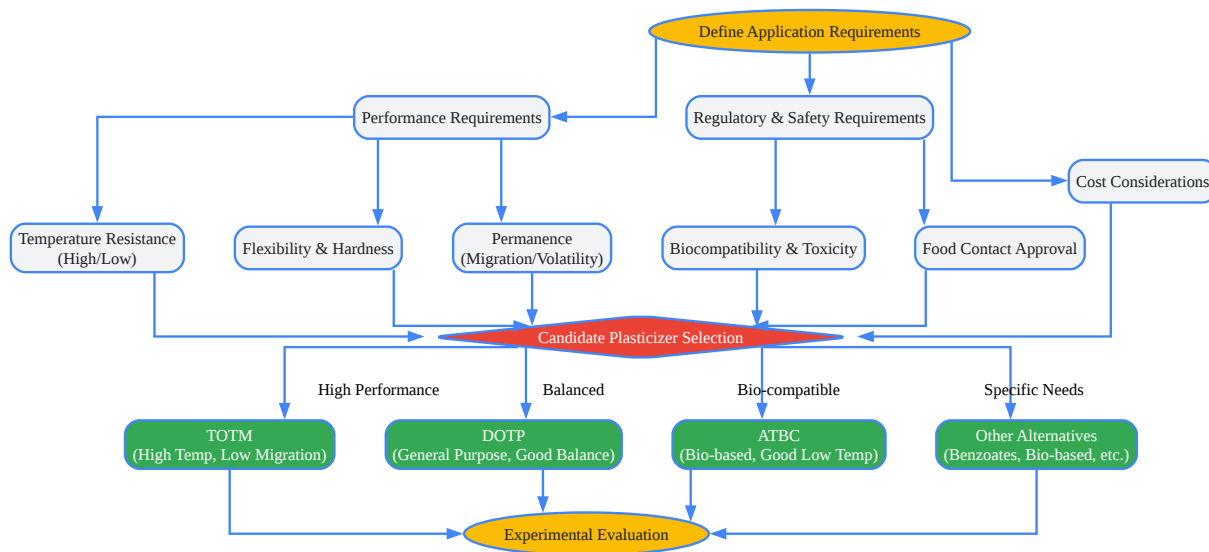 Define Application Requirements
Performance Requirements
Regulatory & Safety Requirements
Cost Considerations
Temperature Resistance
(High/Low)
Flexibility & Hardness
Permanence
(Migration/Volatility)
Biocompatibility & Toxicity
Food Contact Approval
Candidate Plasticizer Selection
High Performance
Balanced
Bio-compatible
Specific Needs
TOTM
(High Temp, Low Migration)
DOTP
(General Purpose, Good Balance)
ATBC
(Bio-based, Good Low Temp)
Other Alternatives
(Benzoates, Bio-based, etc.)
Experimental Evaluation